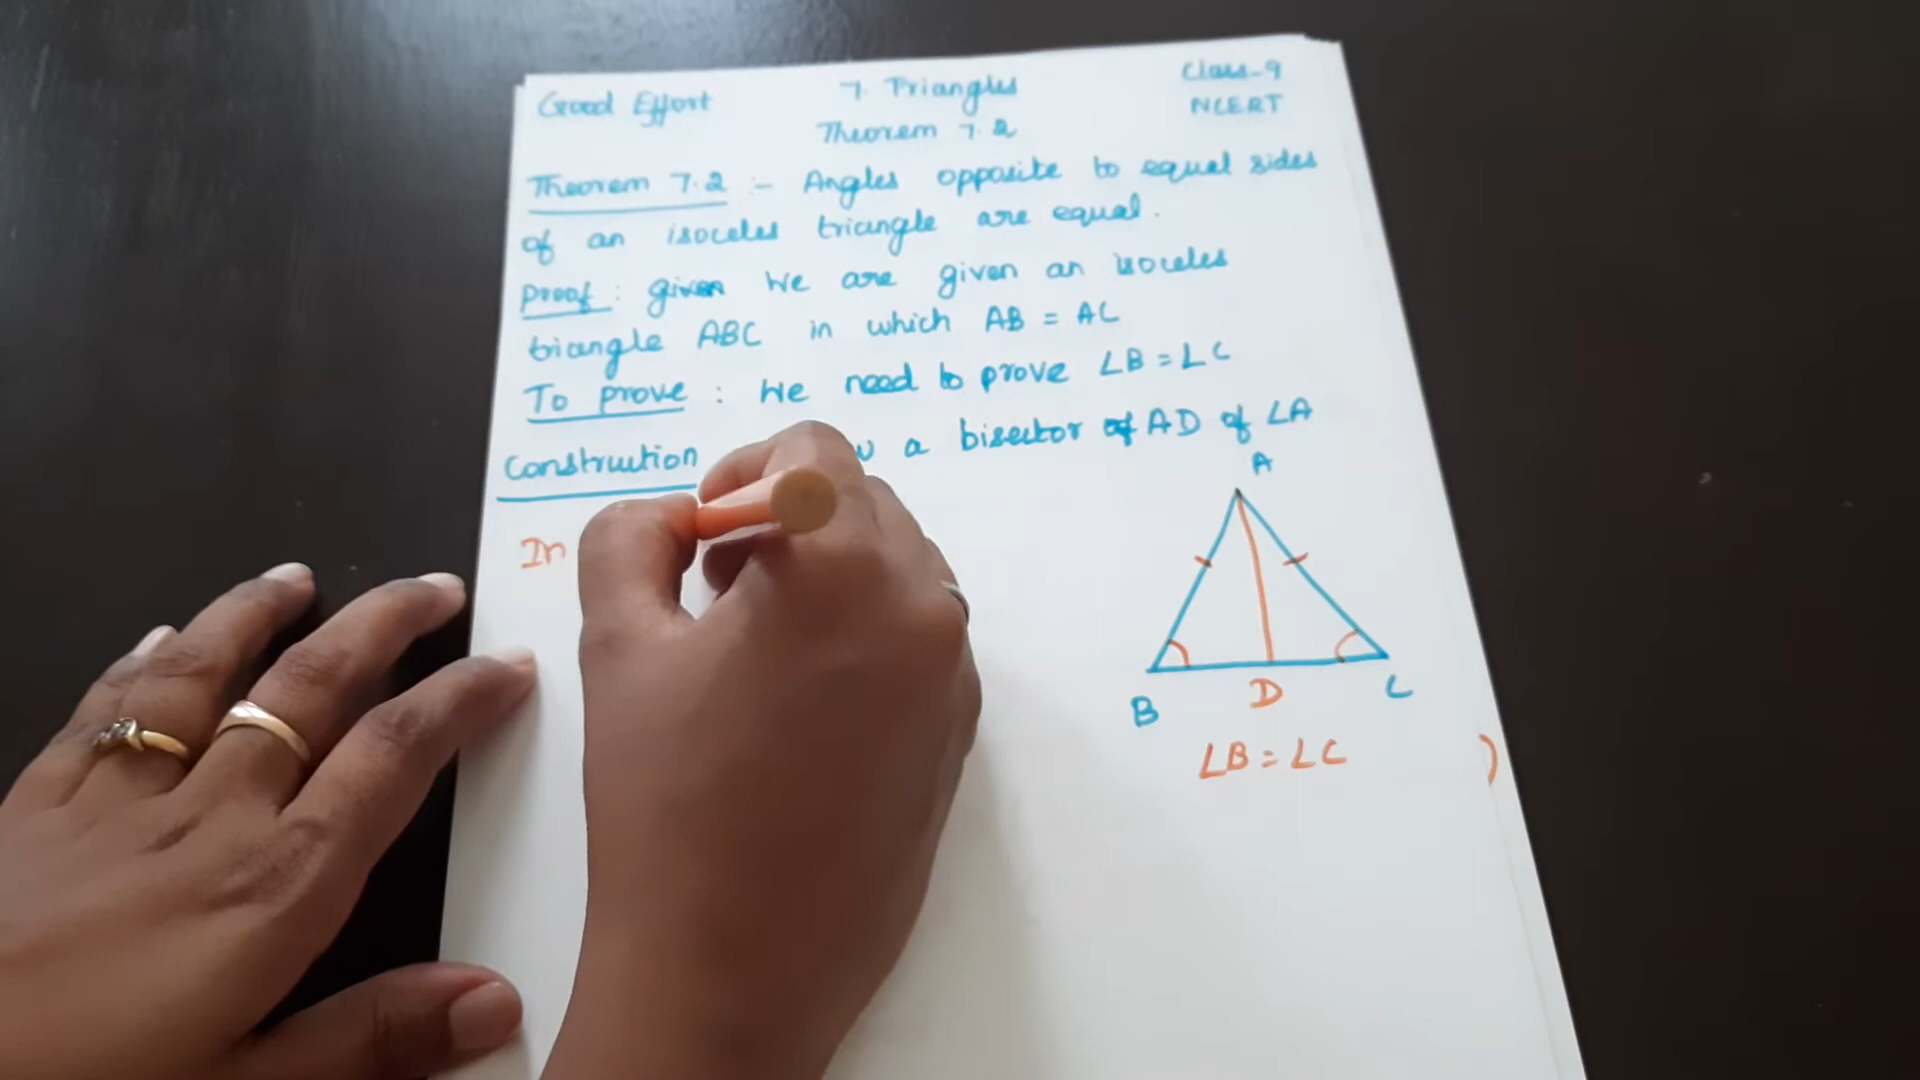 Good Effort 7. Triangles Class-9
Theorem 7.2 NCERT
Theorem 7.2 :- Angles opposite to equal sides
of an isoceles triangle are equal.
Proof : given We are given an isoceles
triangle ABC in which AB = AC
To prove : We need to prove ∠B = ∠C
Construction a bisector of AD of ∠A
A
In
B D C
∠B = ∠C